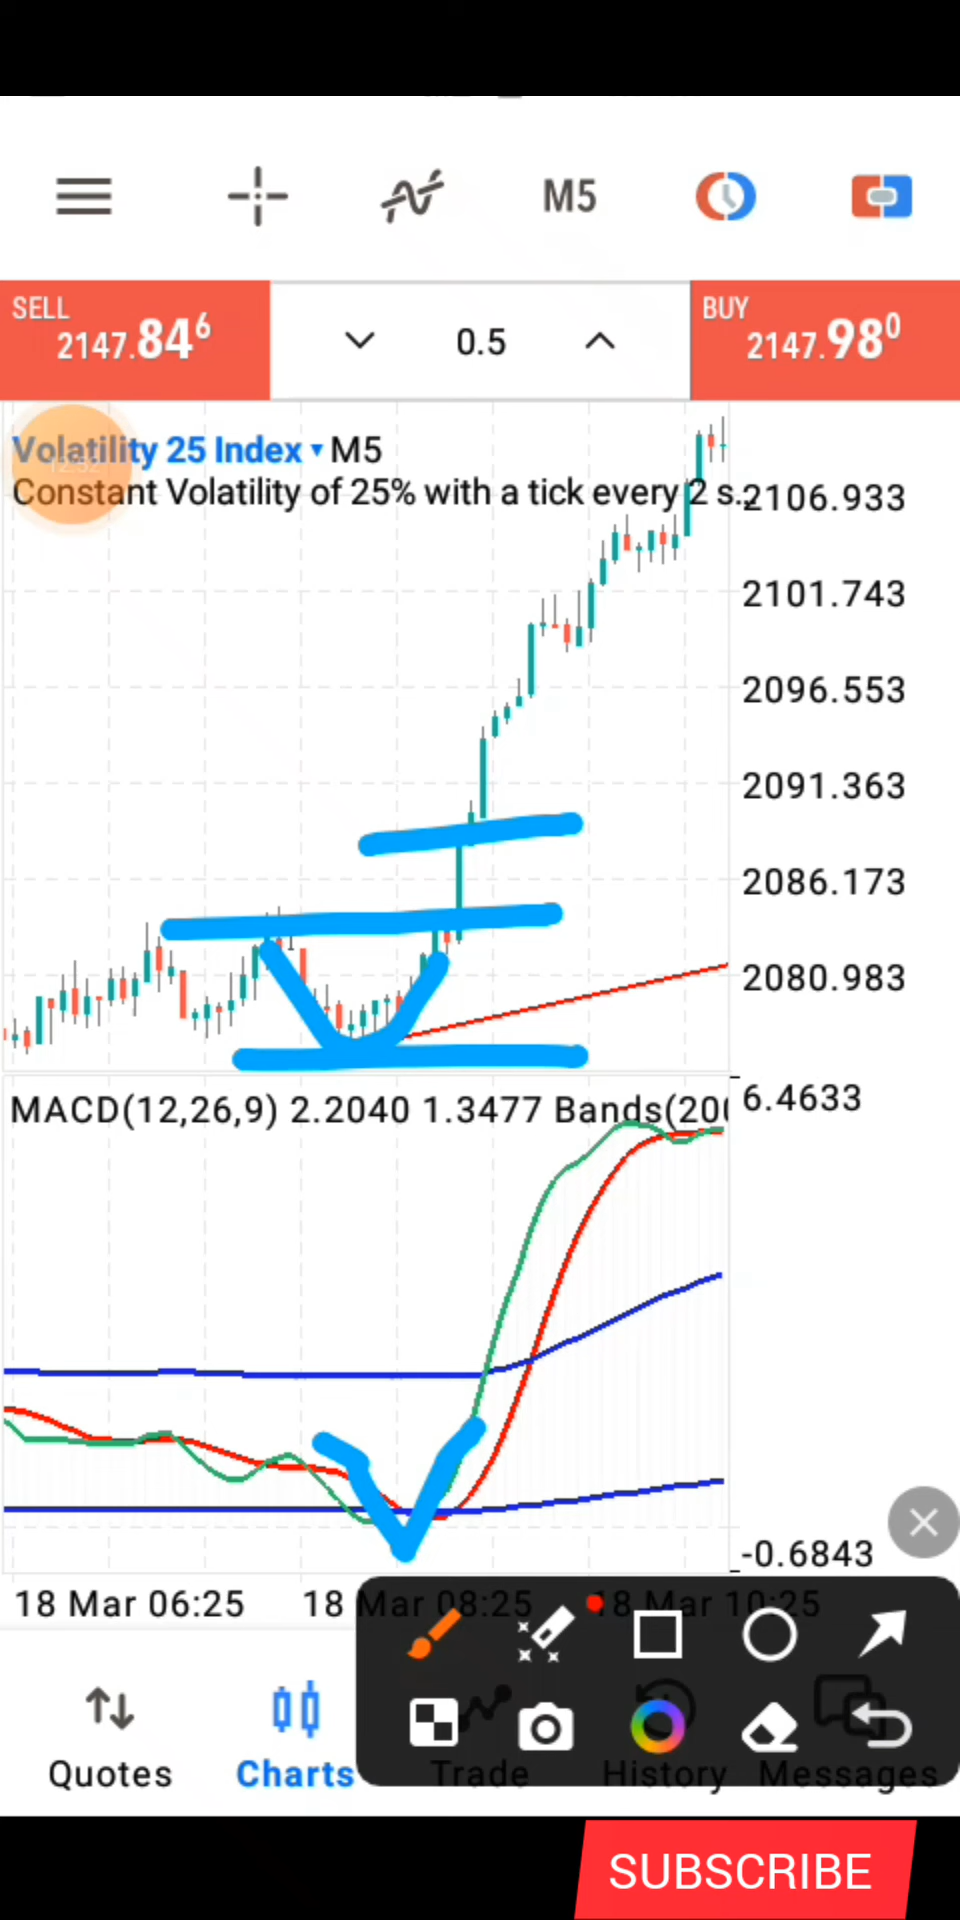 M5
SELL
2147.846
0.5
BUY
2147.980
Volatility 25 Index ▾ M5
12:52
Constant Volatility of 25% with a tick every 2 s...
2106.933
2101.743
2096.553
2091.363
2086.173
2080.983
MACD(12,26,9) 2.2040 1.3477 Bands(20
6.4633
-0.6843
18 Mar 06:25
18 Mar 08:25
18 Mar 10:25
Quotes
Charts
Trade
History
Messages
SUBSCRIBE